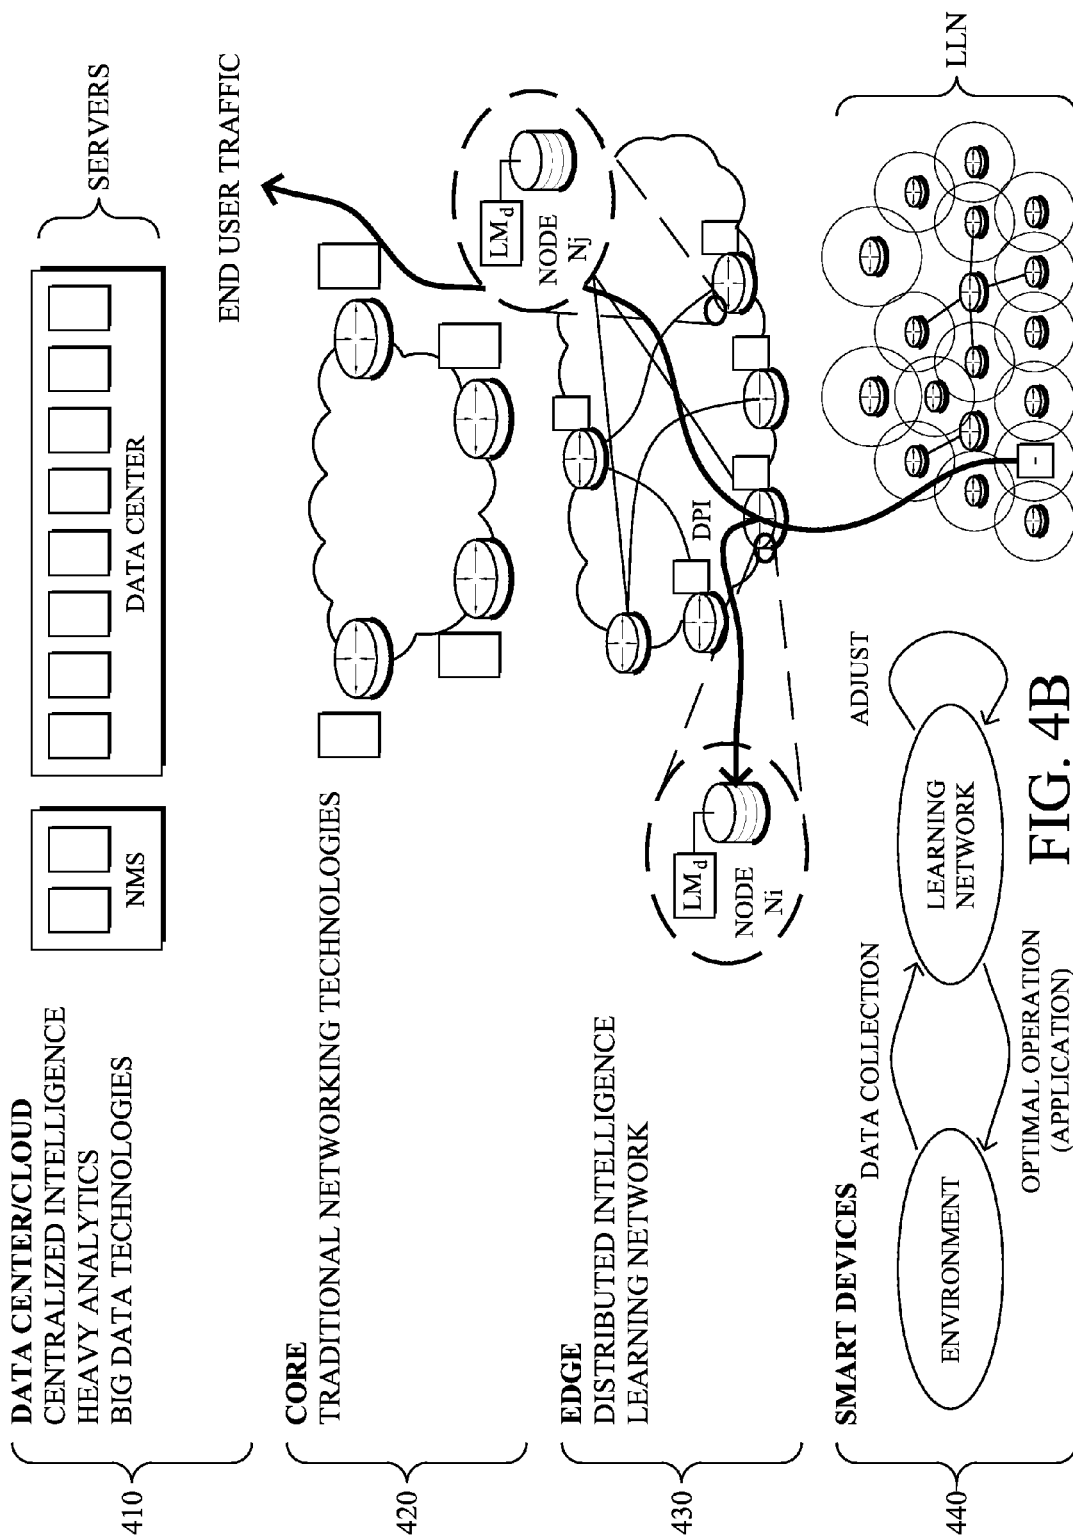 410
DATA CENTER/CLOUD
CENTRALIZED INTELLIGENCE
HEAVY ANALYTICS
BIG DATA TECHNOLOGIES
NMS
DATA CENTER
SERVERS
END USER TRAFFIC
420
CORE
TRADITIONAL NETWORKING TECHNOLOGIES
430
EDGE
DISTRIBUTED INTELLIGENCE
LEARNING NETWORK
LMd
NODE
Ni
DPI
LMd
NODE
Nj
440
SMART DEVICES
DATA COLLECTION
ENVIRONMENT
LEARNING
NETWORK
ADJUST
OPTIMAL OPERATION
(APPLICATION)
LLN
FIG. 4B